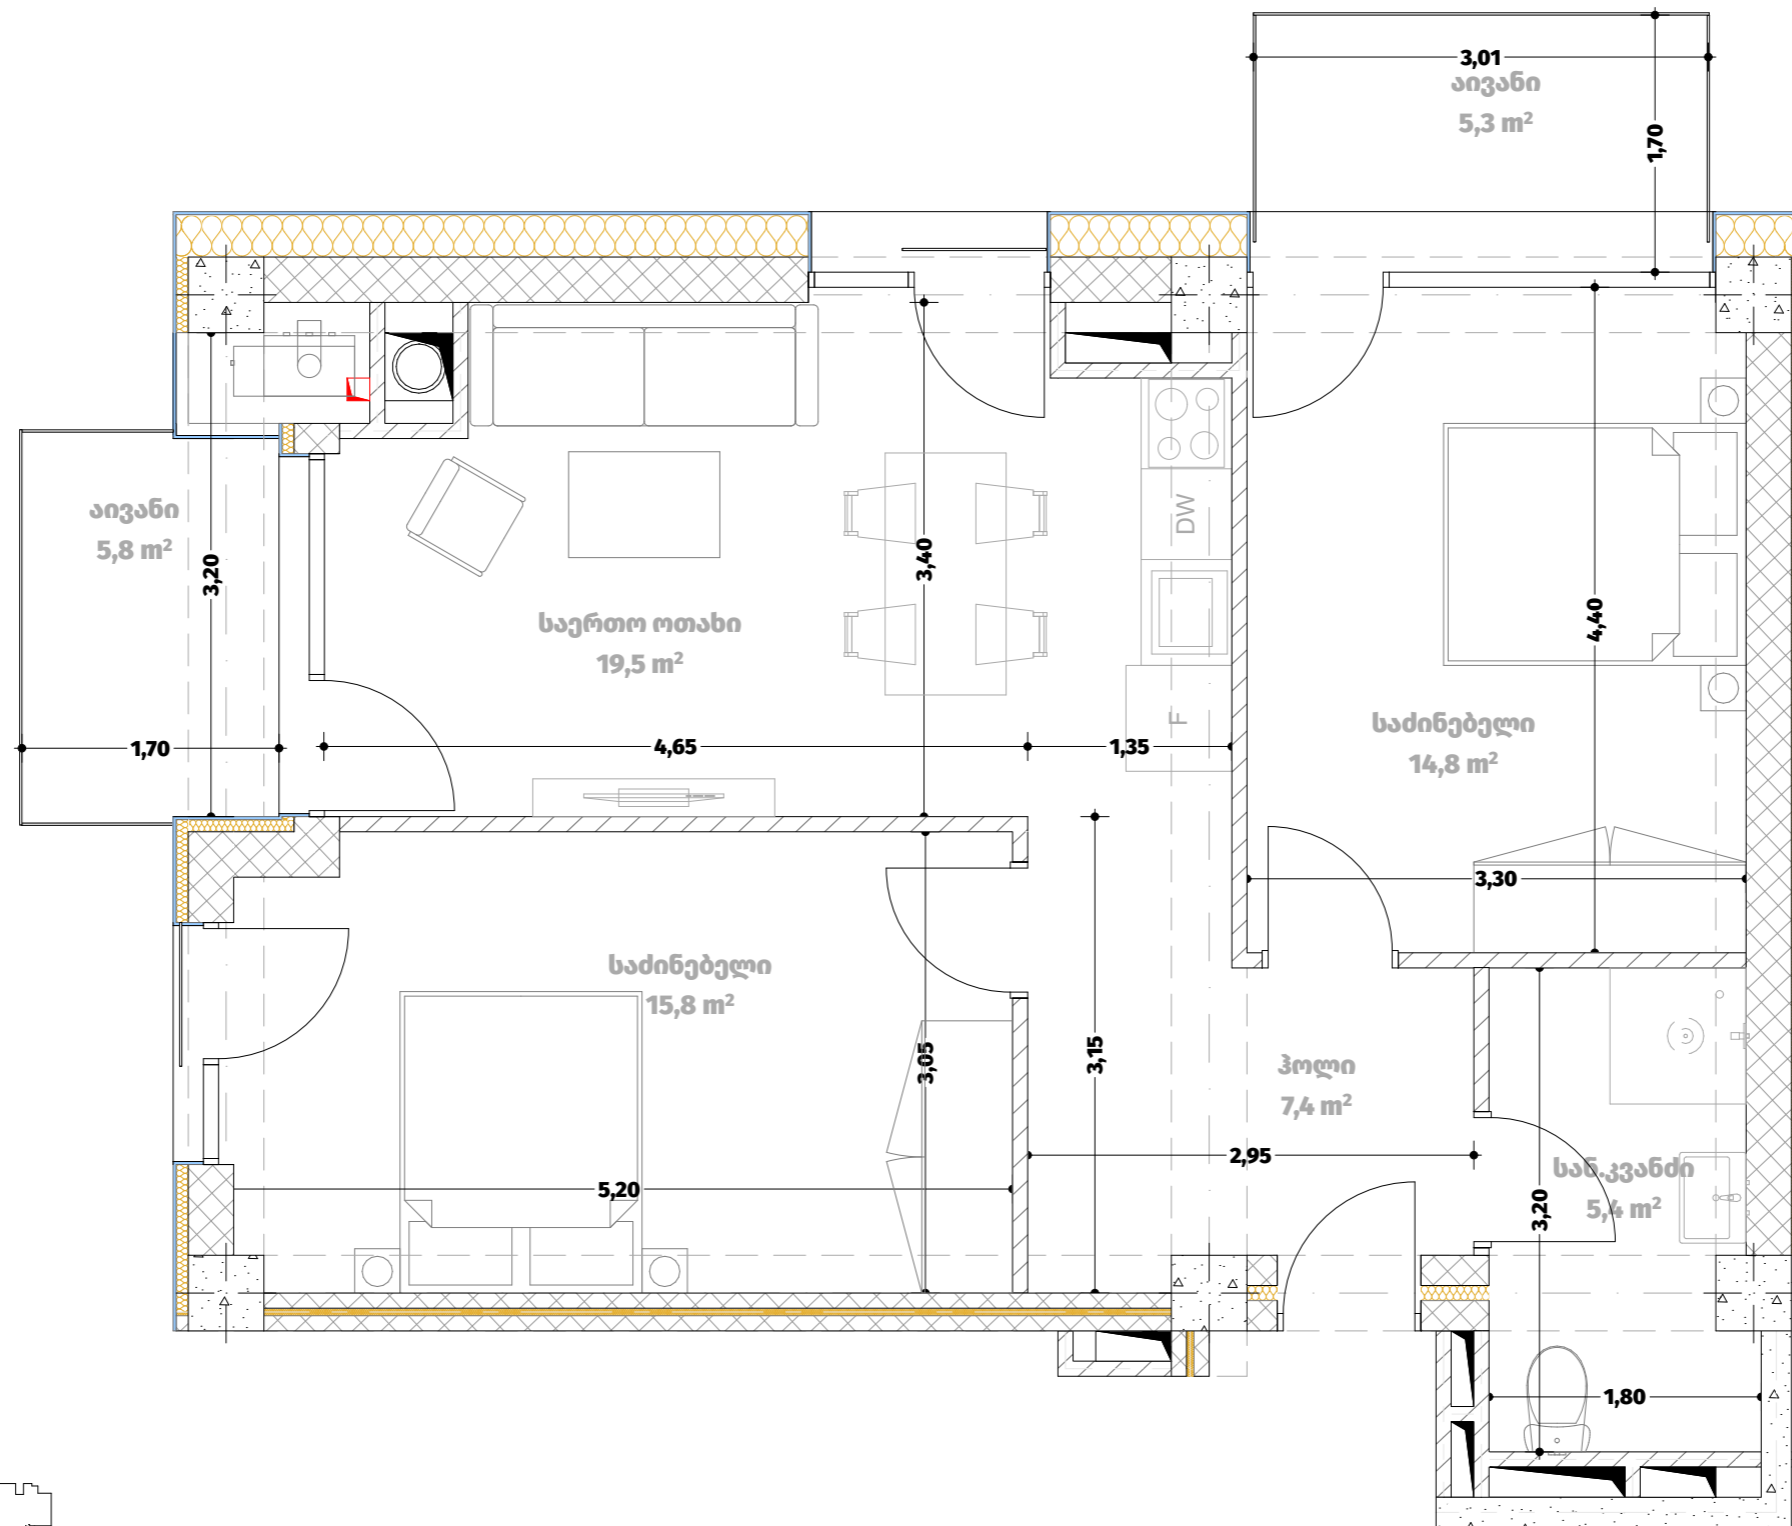 3,01
აივანი
5,3 m²
1,70
აივანი
5,8 m²
3,20
3,40
DW
საერთო ოთახი
19,5 m²
4,40
F
საძინებელი
14,8 m²
1,70
4,65
1,35
3,30
საძინებელი
15,8 m²
3,05
3,15
ჰოლი
7,4 m²
2,95
5,20
სან.კვანძი
5,4 m²
3,20
1,80